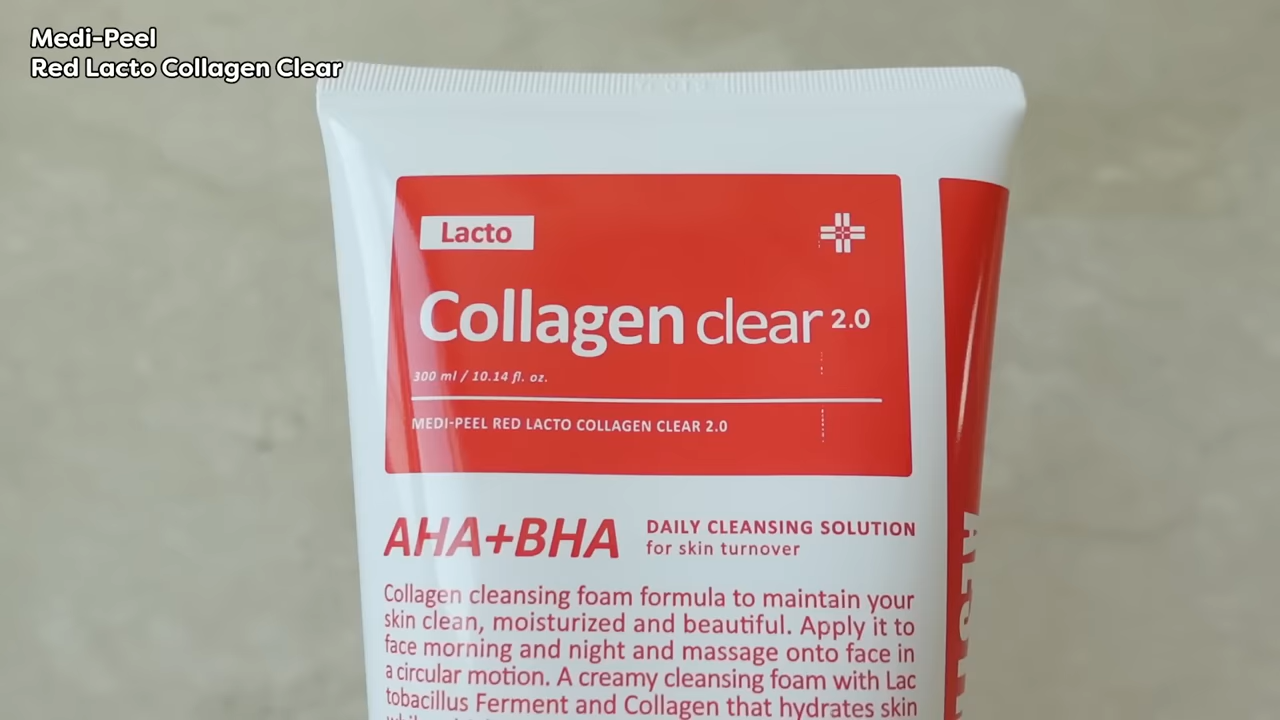 Medi-Peel
Red Lacto Collagen Clear
Lacto
Collagen clear 2.0
300 ml / 10.14 fl. oz.
MEDI-PEEL RED LACTO COLLAGEN CLEAR 2.0
AHA+BHA
DAILY CLEANSING SOLUTION
for skin turnover
Collagen cleansing foam formula to maintain your
skin clean, moisturized and beautiful. Apply it to
face morning and night and massage onto face in
a circular motion. A creamy cleansing foam with Lac
tobacillus Ferment and Collagen that hydrates skin